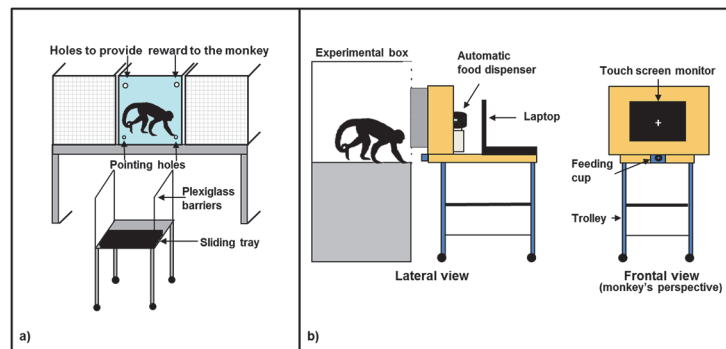 Holes to provide reward to the monkey
Pointing holes
Plexiglass
barriers
Sliding tray
a)
Experimental box
Automatic
food dispenser
Laptop
Lateral view
Touch screen monitor
Feeding
cup
Trolley
Frontal view
(monkey's perspective)
b)